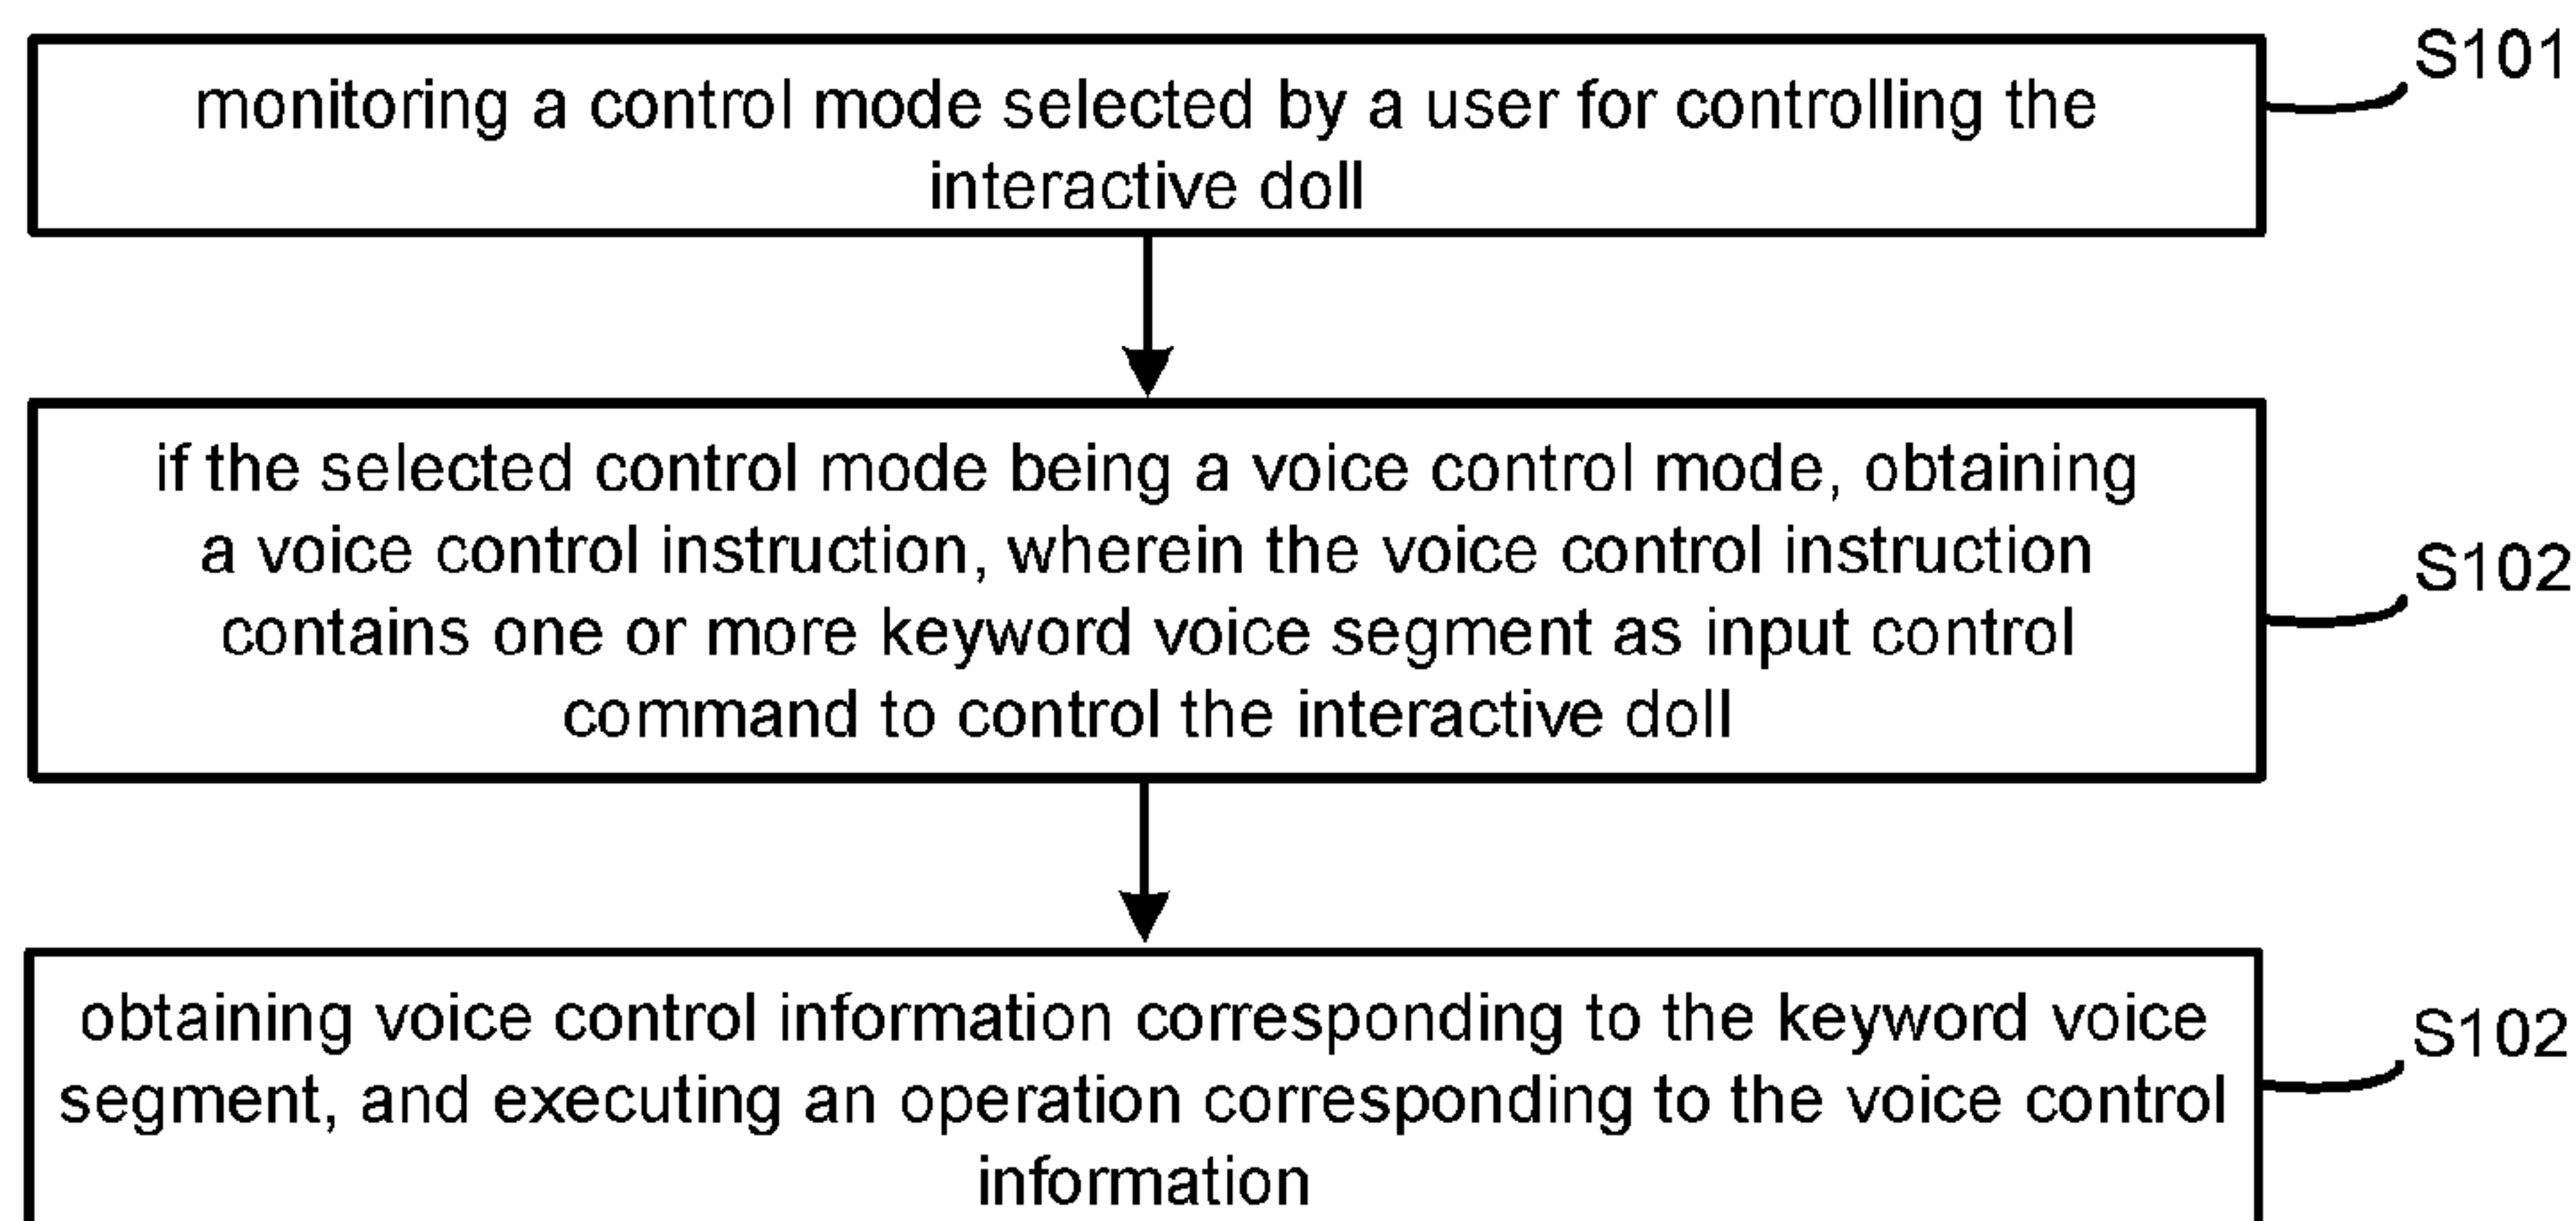 S101
monitoring a control mode selected by a user for controlling the
interactive doll
if the selected control mode being a voice control mode, obtaining
a voice control instruction, wherein the voice control instruction
S102
contains one or more keyword voice segment as input control
command to control the interactive doll
obtaining voice control information corresponding to the keyword voice
S102
segment, and executing an operation corresponding to the voice control
information